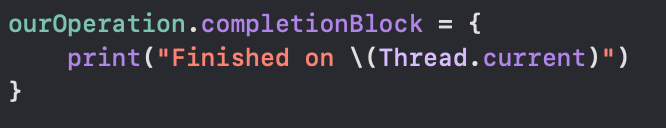 ourOperation.completionBlock = {
    print("Finished on \(Thread.current)")
}